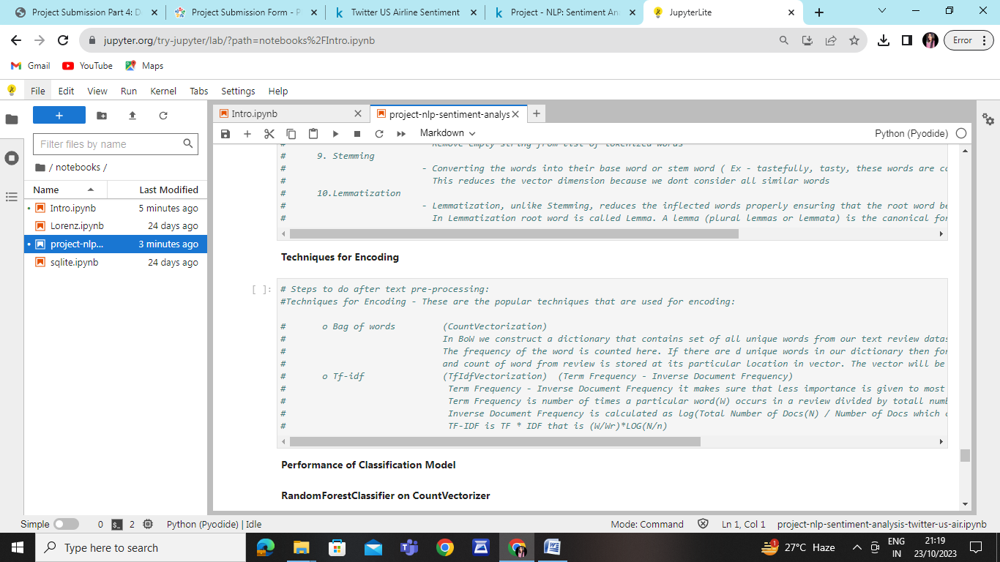 Project Submission Part 4: D
Project Submission Form - P
Twitter US Airline Sentiment
Project - NLP: Sentiment An
JupyterLite
jupyter.org/try-jupyter/lab/?path=notebooks%2FIntro.ipynb
Error
Gmail
YouTube
Maps
File Edit View Run Kernel Tabs Settings Help
Intro.ipynb
project-nlp-sentiment-analys
Markdown
Python (Pyodide)
Filter files by name
/ notebooks /
Name Last Modified
Intro.ipynb 5 minutes ago
Lorenz.ipynb 24 days ago
project-nlp... 3 minutes ago
sqlite.ipynb 24 days ago
# - Remove empty string from list of tokenized words
# 9. Stemming
# - Converting the words into their base word or stem word ( Ex - tastefully, tasty, these words are co
# This reduces the vector dimension because we dont consider all similar words
# 10.Lemmatization
# - Lemmatization, unlike Stemming, reduces the inflected words properly ensuring that the root word be
# In Lemmatization root word is called Lemma. A lemma (plural lemmas or lemmata) is the canonical for
Techniques for Encoding
[ ]:
# Steps to do after text pre-processing:
#Techniques for Encoding - These are the popular techniques that are used for encoding:
# o Bag of words (CountVectorization)
# In BoW we construct a dictionary that contains set of all unique words from our text review datas
# The frequency of the word is counted here. If there are d unique words in our dictionary then for
# and count of word from review is stored at its particular location in vector. The vector will be
# o Tf-idf (TfIdfVectorization) (Term Frequency - Inverse Document Frequency)
# Term Frequency - Inverse Document Frequency it makes sure that less importance is given to most
# Term Frequency is number of times a particular word(W) occurs in a review divided by totall numb
# Inverse Document Frequency is calculated as log(Total Number of Docs(N) / Number of Docs which c
# TF-IDF is TF * IDF that is (W/Wr)*LOG(N/n)
Performance of Classification Model
RandomForestClassifier on CountVectorizer
Simple 0 2 Python (Pyodide) | Idle
Mode: Command Ln 1, Col 1 project-nlp-sentiment-analysis-twitter-us-air.ipynb
Type here to search
1
27°C Haze
ENG
IN
21:19
23/10/2023